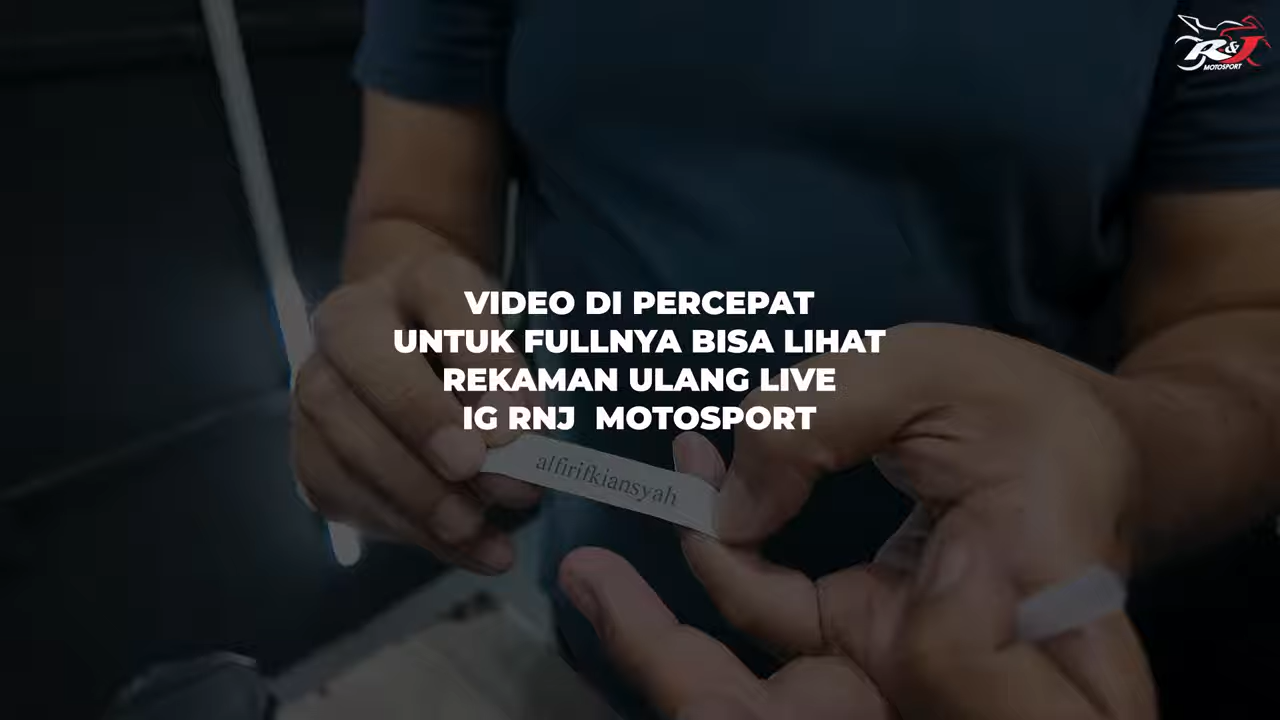 R&J
MOTOSPORT
VIDEO DI PERCEPAT
UNTUK FULLNYA BISA LIHAT
REKAMAN ULANG LIVE
IG RNJ  MOTOSPORT
alfirifkiansyah